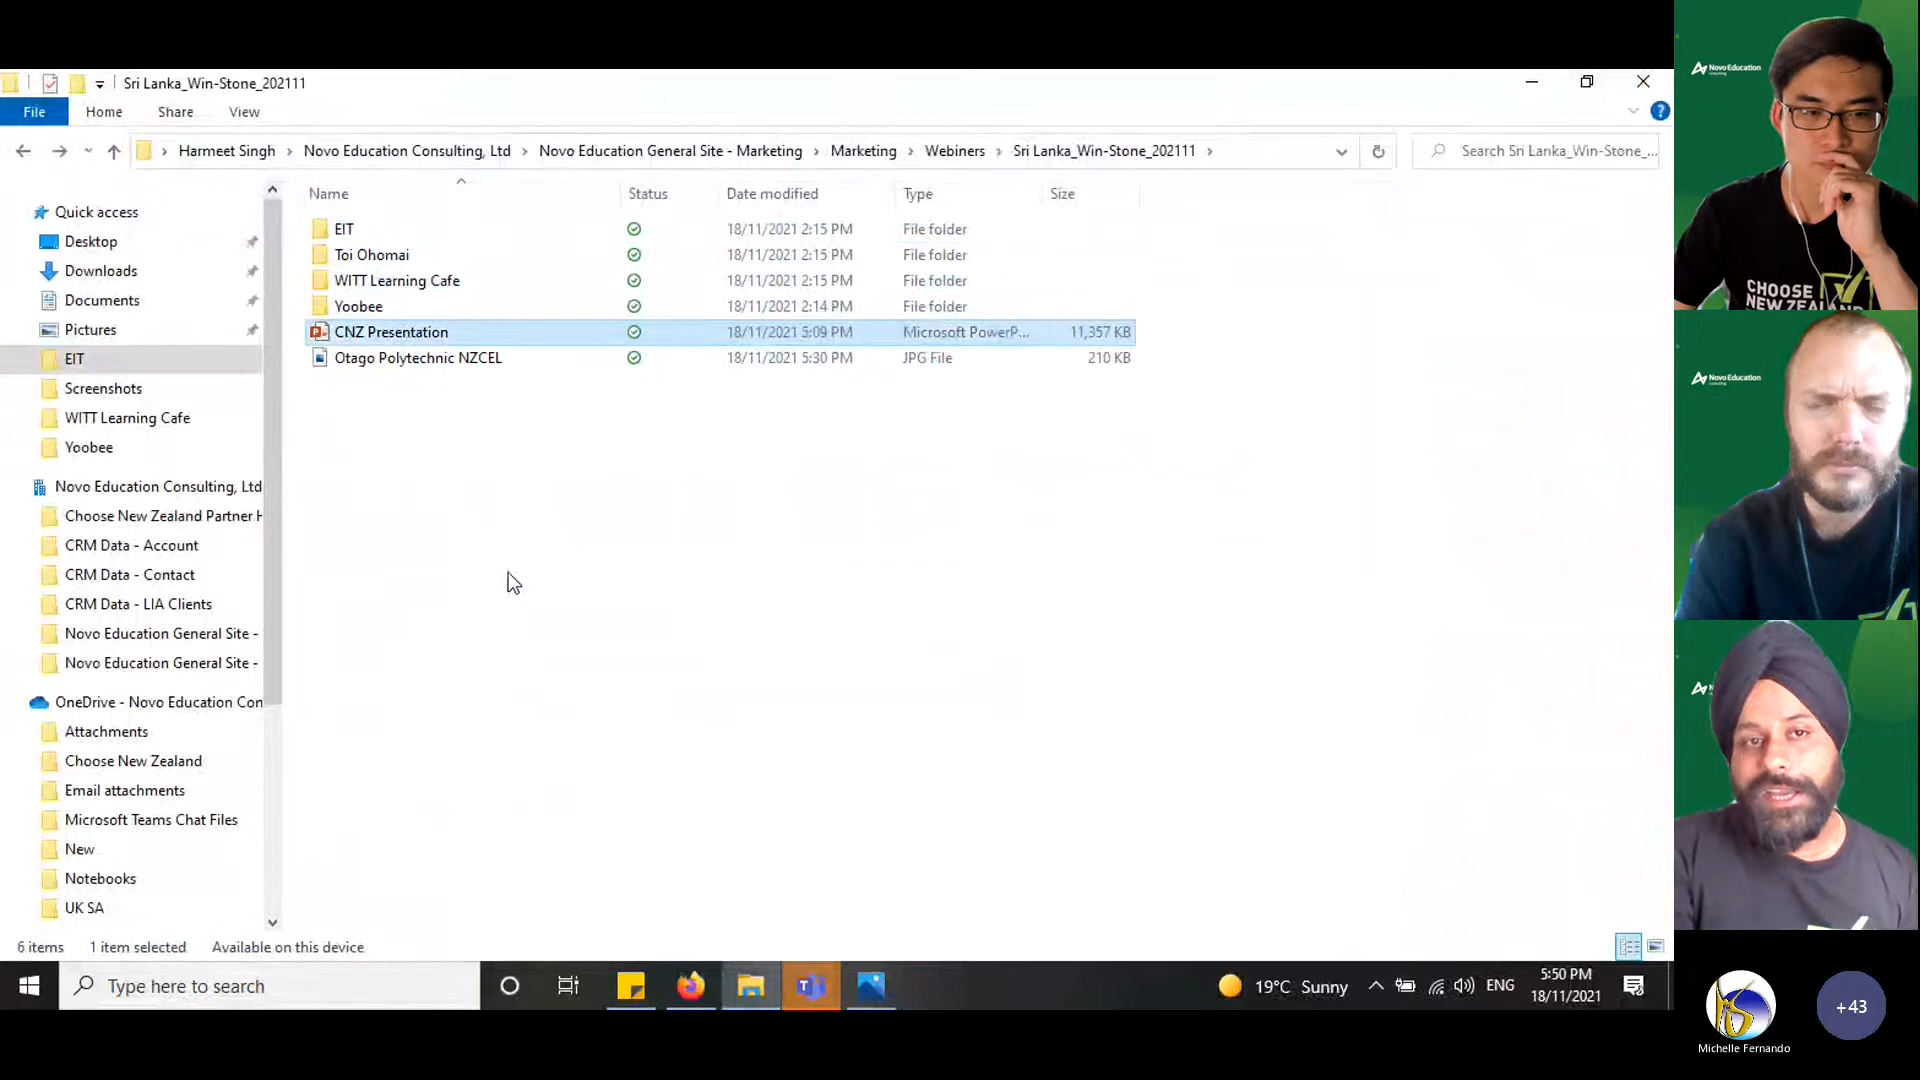 Sri Lanka_Win-Stone_202111
File
Home
Share
View
Harmeet Singh
Novo Education Consulting, Ltd
Novo Education General Site - Marketing
Marketing
Webiners
Sri Lanka_Win-Stone_202111
Search Sri Lanka_Win-Stone_...
Name
Status
Date modified
Type
Size
EIT 18/11/2021 2:15 PM File folder
Toi Ohomai 18/11/2021 2:15 PM File folder
WITT Learning Cafe 18/11/2021 2:15 PM File folder
Yoobee 18/11/2021 2:14 PM File folder
CNZ Presentation 18/11/2021 5:09 PM Microsoft PowerP... 11,357 KB
Otago Polytechnic NZCEL 18/11/2021 5:30 PM JPG File 210 KB
Quick access
Desktop
Downloads
Documents
Pictures
EIT
Screenshots
WITT Learning Cafe
Yoobee
Novo Education Consulting, Ltd
Choose New Zealand Partner H
CRM Data - Account
CRM Data - Contact
CRM Data - LIA Clients
Novo Education General Site -
Novo Education General Site -
OneDrive - Novo Education Con
Attachments
Choose New Zealand
Email attachments
Microsoft Teams Chat Files
New
Notebooks
UK SA
6 items
1 item selected
Available on this device
Type here to search
19°C Sunny
ENG
5:50 PM
18/11/2021
Novo Education
CHOOSE
NEW ZEALAND
Novo Education
Michelle Fernando
+43